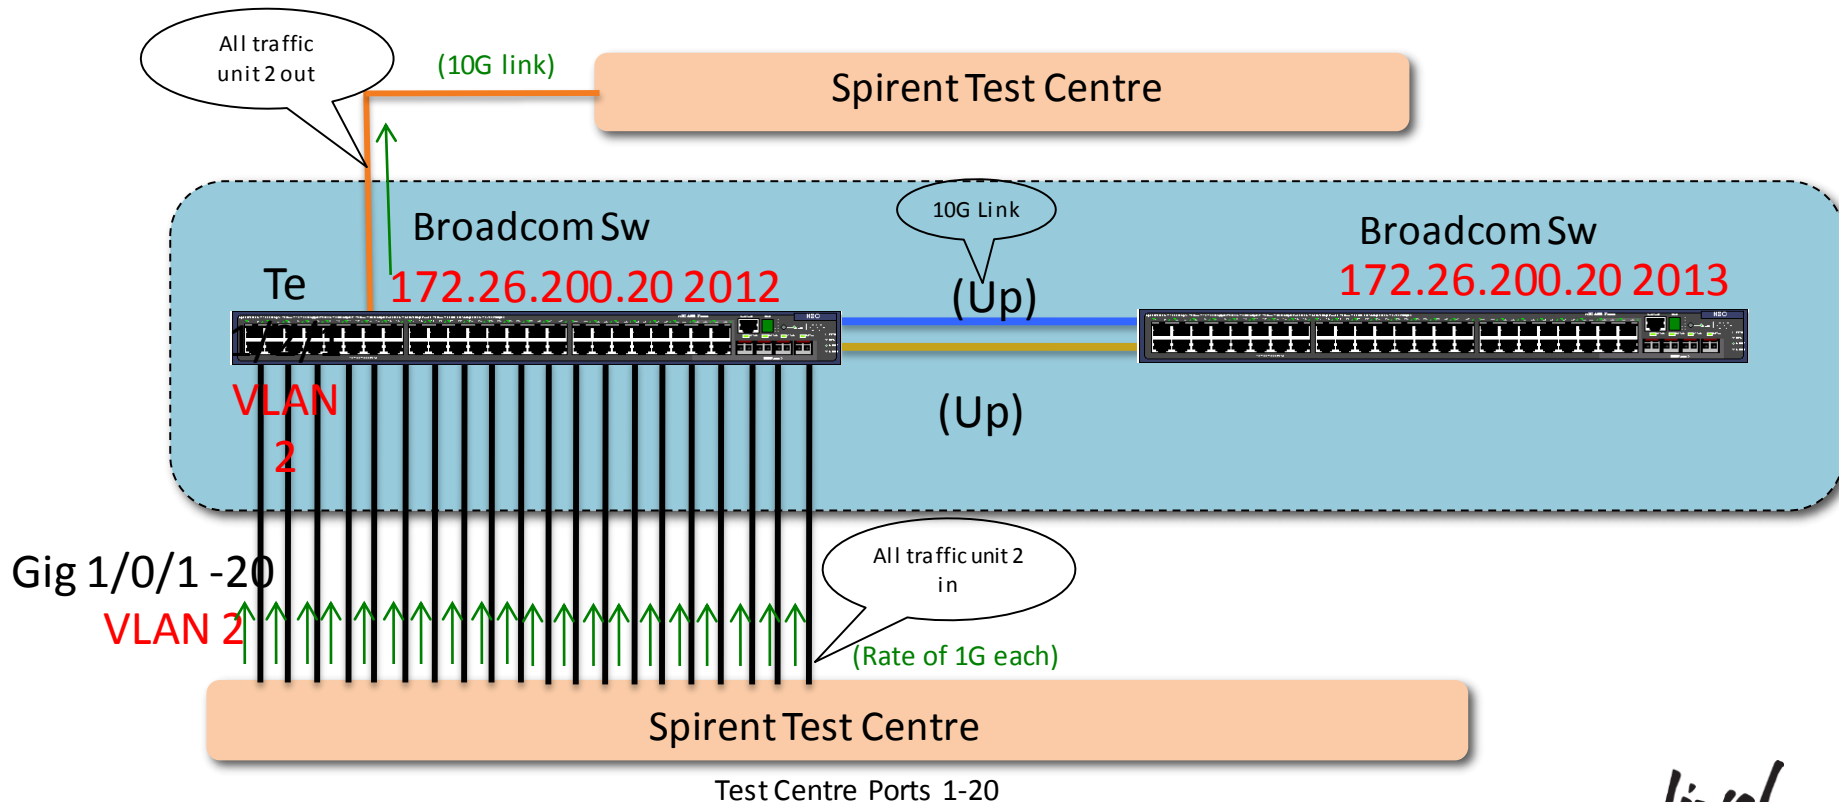 All traffic
unit 2 out
(10G link)
Spirent Test Centre
Broadcom Sw
172.26.200.20 2012
10G Link
(Up)
Broadcom Sw
172.26.200.20 2013
Te
VLAN
2
(Up)
Gig 1/0/1 -20
VLAN 2
All traffic unit 2
in
(Rate of 1G each)
Spirent Test Centre
Test Centre Ports 1-20